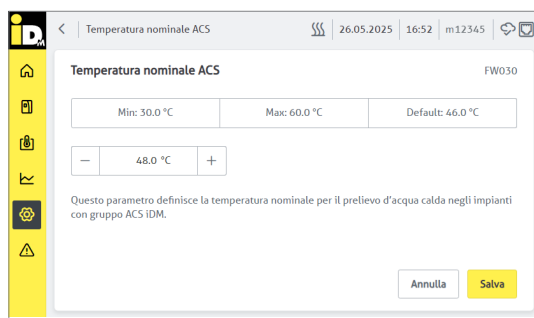 iDM
Temperatura nominale ACS
26.05.2025
16:52
m12345
Temperatura nominale ACS
FW030
Min: 30.0 °C
Max: 60.0 °C
Default: 46.0 °C
− 48.0 °C +
Questo parametro definisce la temperatura nominale per il prelievo d'acqua calda negli impianti
con gruppo ACS iDM.
Annulla
Salva